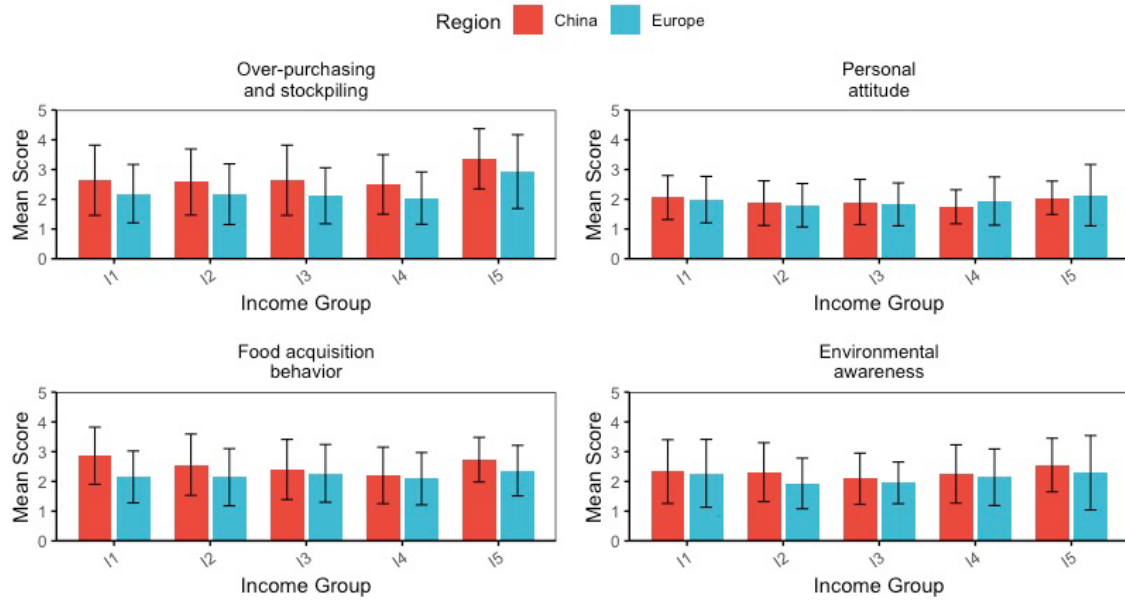 Region China Europe
Over-purchasing
and stockpiling
5
4
3
2
1
0
Mean Score
I1 I2 I3 I4 I5
Income Group
Personal
attitude
5
4
3
2
1
0
Mean Score
I1 I2 I3 I4 I5
Income Group
Food acquisition
behavior
5
4
3
2
1
0
Mean Score
I1 I2 I3 I4 I5
Income Group
Environmental
awareness
5
4
3
2
1
0
Mean Score
I1 I2 I3 I4 I5
Income Group